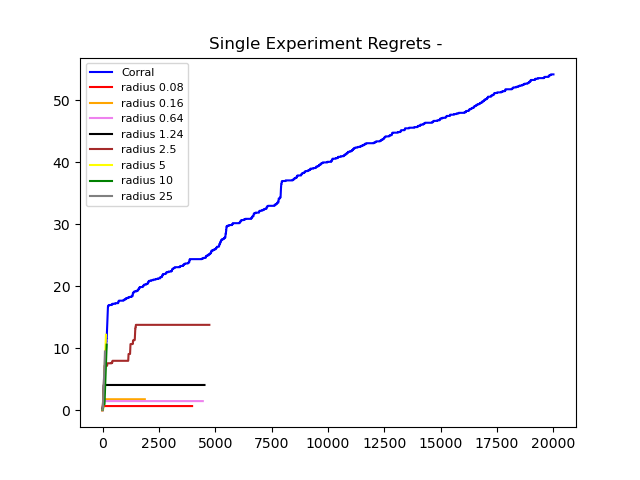 Single Experiment Regrets -
Corral
radius 0.08
radius 0.16
radius 0.64
radius 1.24
radius 2.5
radius 5
radius 10
radius 25
50
40
30
20
10
0
0 2500 5000 7500 10000 12500 15000 17500 20000